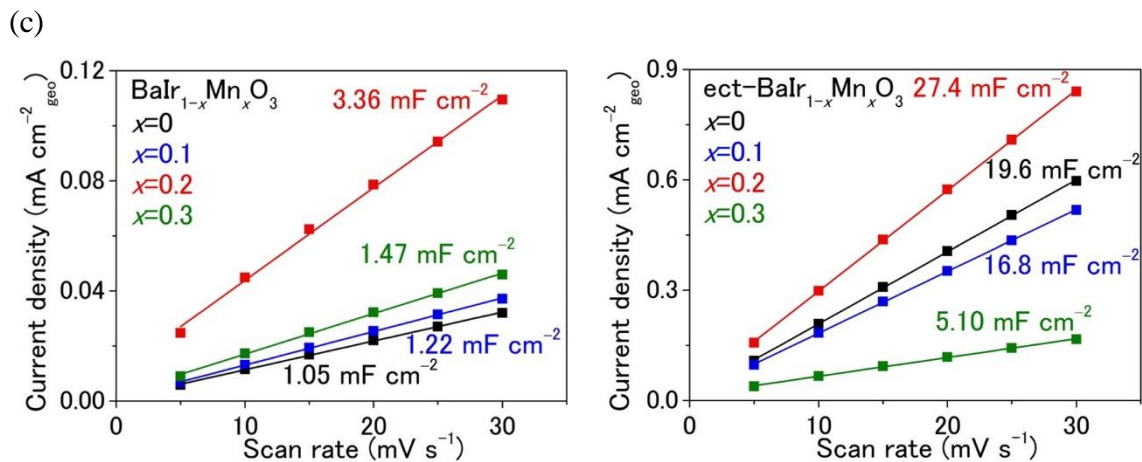 (c)
Current density (mA cm⁻²geo)
0.12
0.08
0.04
0.00
BaIr1−xMnxO3
x=0
x=0.1
x=0.2
x=0.3
3.36 mF cm⁻²
1.47 mF cm⁻²
1.22 mF cm⁻²
1.05 mF cm⁻²
0 10 20 30
Scan rate (mV s⁻¹)
Current density (mA cm⁻²geo)
0.9
0.6
0.3
0.0
ect-BaIr1−xMnxO3 27.4 mF cm⁻²
x=0
x=0.1
x=0.2
x=0.3
19.6 mF cm⁻²
16.8 mF cm⁻²
5.10 mF cm⁻²
0 10 20 30
Scan rate (mV s⁻¹)